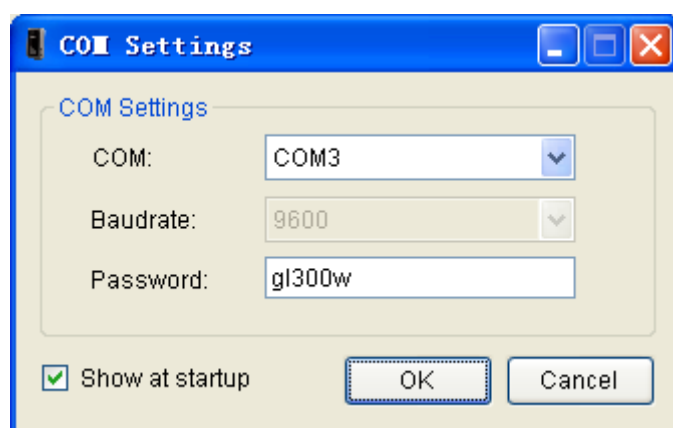 COM Settings
COM Settings
COM: COM3
Baudrate: 9600
Password: gl300w
Show at startup OK Cancel